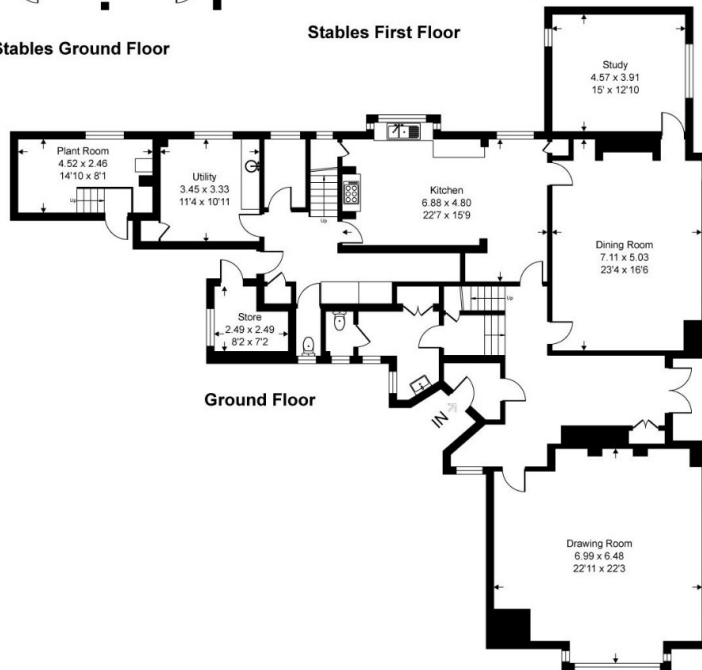 Stables First Floor
Stables Ground Floor
Study
4.57 x 3.91
15' x 12'10
Plant Room
4.52 x 2.46
14'10 x 8'1
Up
Utility
3.45 x 3.33
11'4 x 10'11
Up
Kitchen
6.88 x 4.80
22'7 x 15'9
Dining Room
7.11 x 5.03
23'4 x 16'6
Up
Store
2.49 x 2.49
8'2 x 7'2
Up
Ground Floor
IN
Drawing Room
6.99 x 6.48
22'11 x 22'3